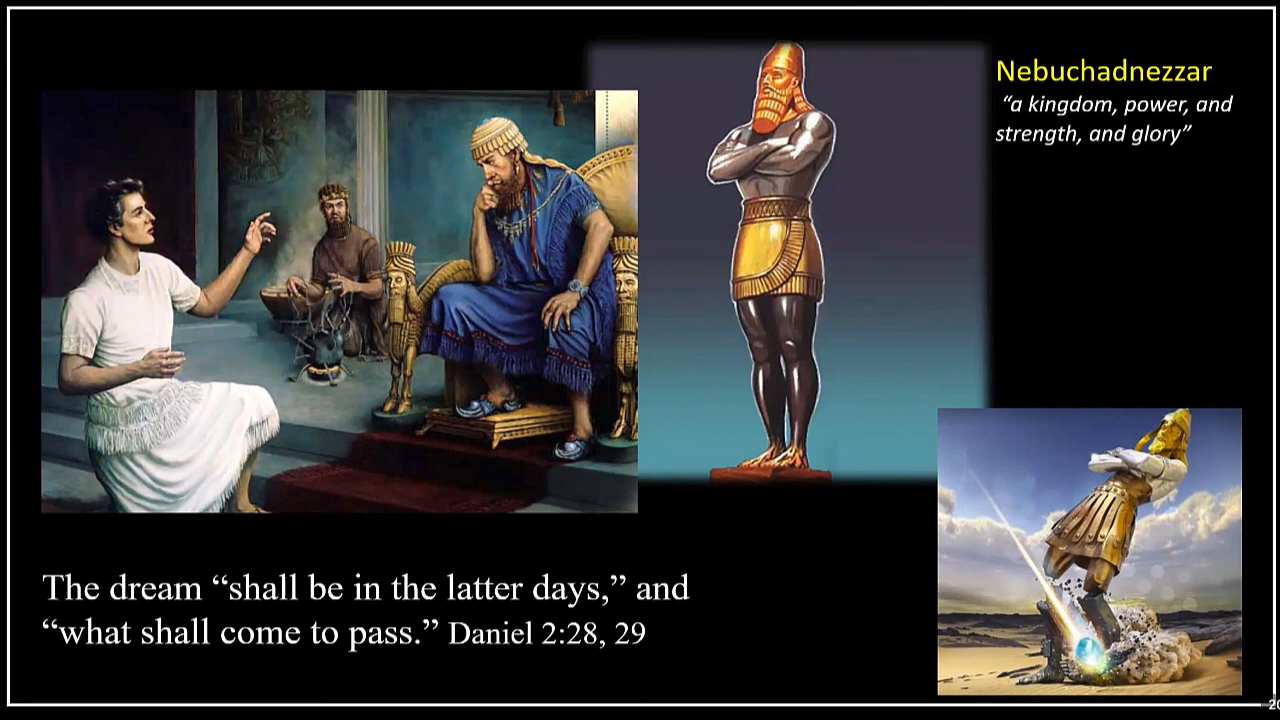 Nebuchadnezzar
“a kingdom, power, and
strength, and glory”
The dream “shall be in the latter days,” and
“what shall come to pass.” Daniel 2:28, 29